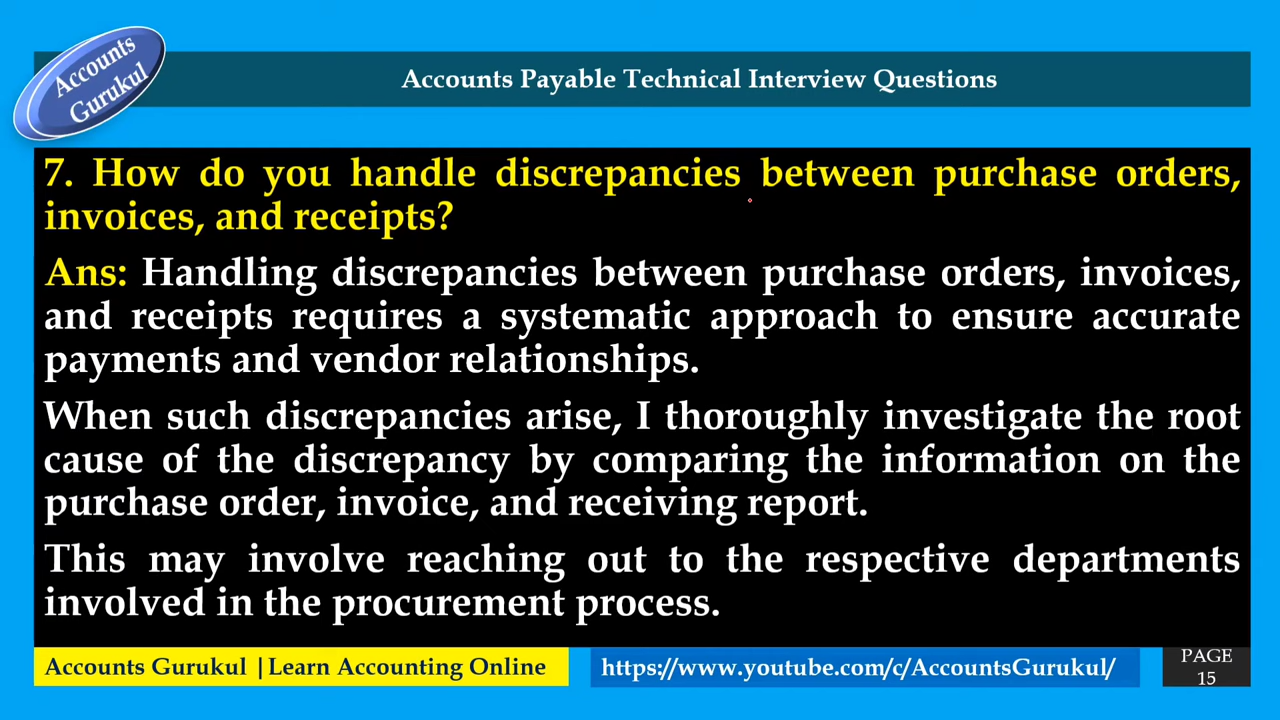 Accounts
Gurukul
Accounts Payable Technical Interview Questions
7. How do you handle discrepancies between purchase orders,
invoices, and receipts?
Ans: Handling discrepancies between purchase orders, invoices,
and receipts requires a systematic approach to ensure accurate
payments and vendor relationships.
When such discrepancies arise, I thoroughly investigate the root
cause of the discrepancy by comparing the information on the
purchase order, invoice, and receiving report.
This may involve reaching out to the respective departments
involved in the procurement process.
Accounts Gurukul |Learn Accounting Online
https://www.youtube.com/c/AccountsGurukul/
PAGE
15